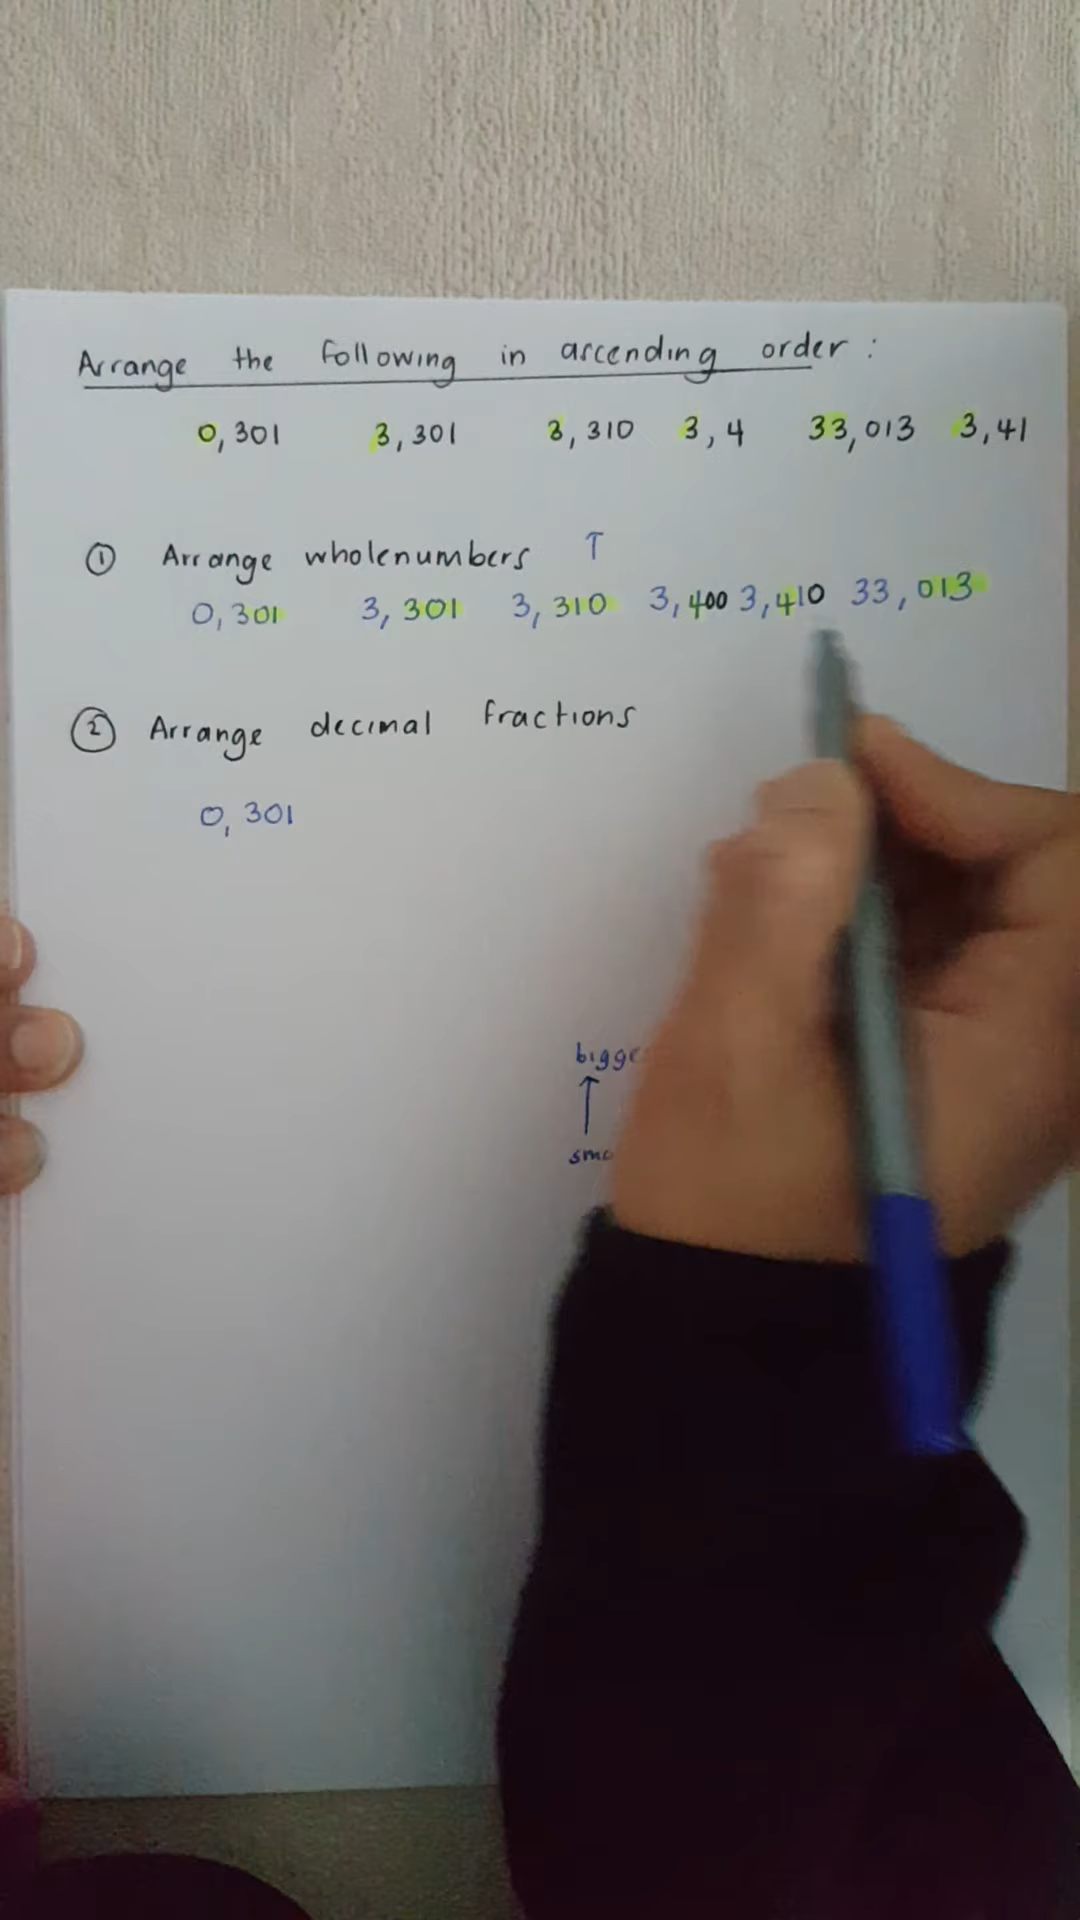 Arrange the following in ascending order :
0,301 3,301 3,310 3,4 33,013 3,41
① Arrange wholenumbers ↑
0,301 3,301 3,310 3,400 3,410 33,013
② Arrange decimal fractions
0,301